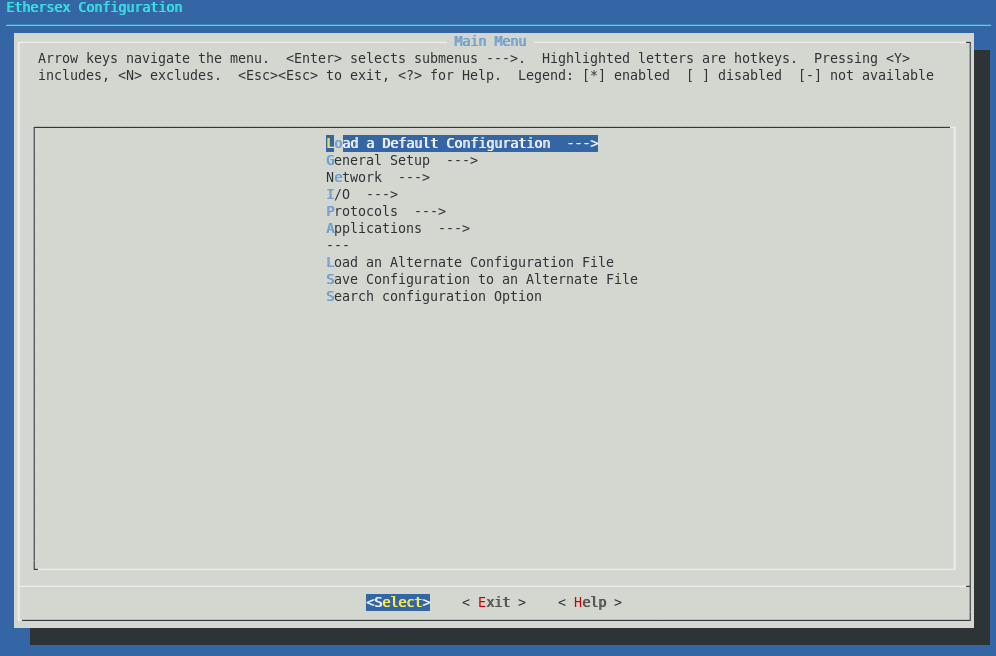 Ethersex Configuration
Main Menu
Arrow keys navigate the menu.  <Enter> selects submenus --->.  Highlighted letters are hotkeys.  Pressing <Y>
includes, <N> excludes.  <Esc><Esc> to exit, <?> for Help.  Legend: [*] enabled  [ ] disabled  [-] not available
Load a Default Configuration  --->
General Setup  --->
Network  --->
I/O  --->
Protocols  --->
Applications  --->
---
Load an Alternate Configuration File
Save Configuration to an Alternate File
Search configuration Option
<Select>    < Exit >    < Help >